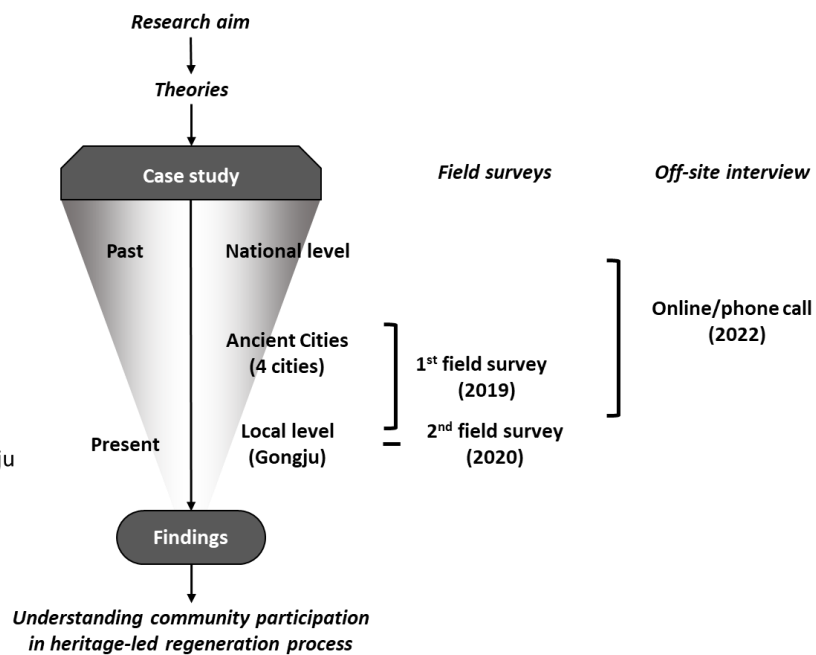 Research aim
Theories
Case study
Field surveys
Off-site interview
Past
National level
Online/phone call
(2022)
Ancient Cities
(4 cities)
1st field survey
(2019)
Present
Local level
(Gongju)
2nd field survey
(2020)
ju
Findings
Understanding community participation
in heritage-led regeneration process